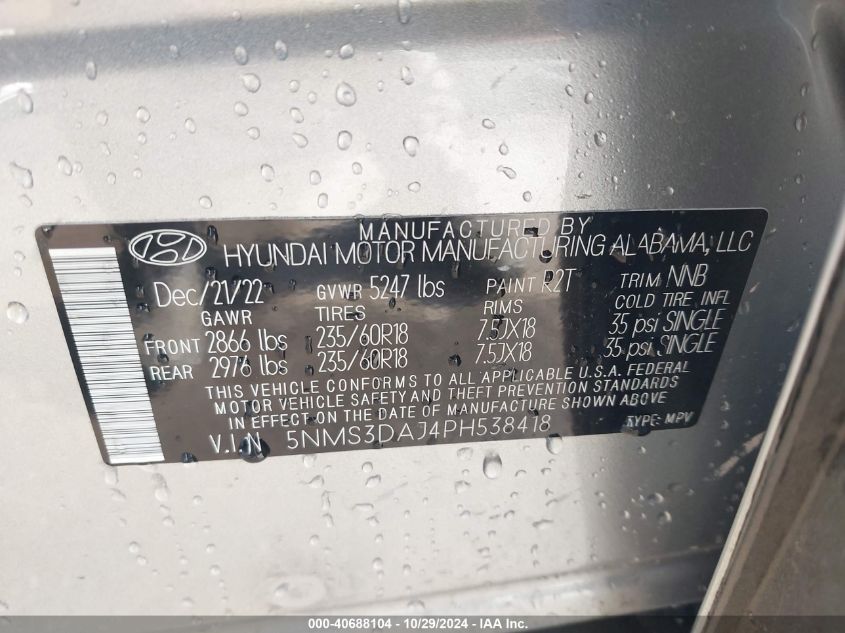 MANUFACTURED BY
HYUNDAI MOTOR MANUFACTURING ALABAMA, LLC
Dec/21/22 GVWR 5247 lbs PAINT R2T TRIM NNB
GAWR TIRES RIMS COLD TIRE. INFL
FRONT 2866 lbs 235/60R18 7.5JX18 35 psi SINGLE
REAR 2976 lbs 235/60R18 7.5JX18 35 psi SINGLE
THIS VEHICLE CONFORMS TO ALL APPLICABLE U.S.A. FEDERAL
MOTOR VEHICLE SAFETY AND THEFT PREVENTION STANDARDS
IN EFFECT ON THE DATE OF MANUFACTURE SHOWN ABOVE
V.I.N 5NMS3DAJ4PH538418 TYPE: MPV
000-40688104 / 10/29/2024 - IAA Inc.